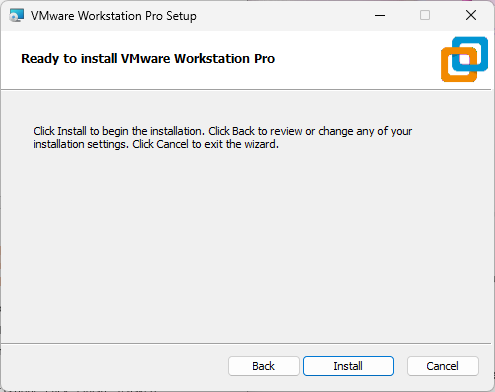 VMware Workstation Pro Setup
Ready to install VMware Workstation Pro
Click Install to begin the installation. Click Back to review or change any of your
installation settings. Click Cancel to exit the wizard.
Back
Install
Cancel